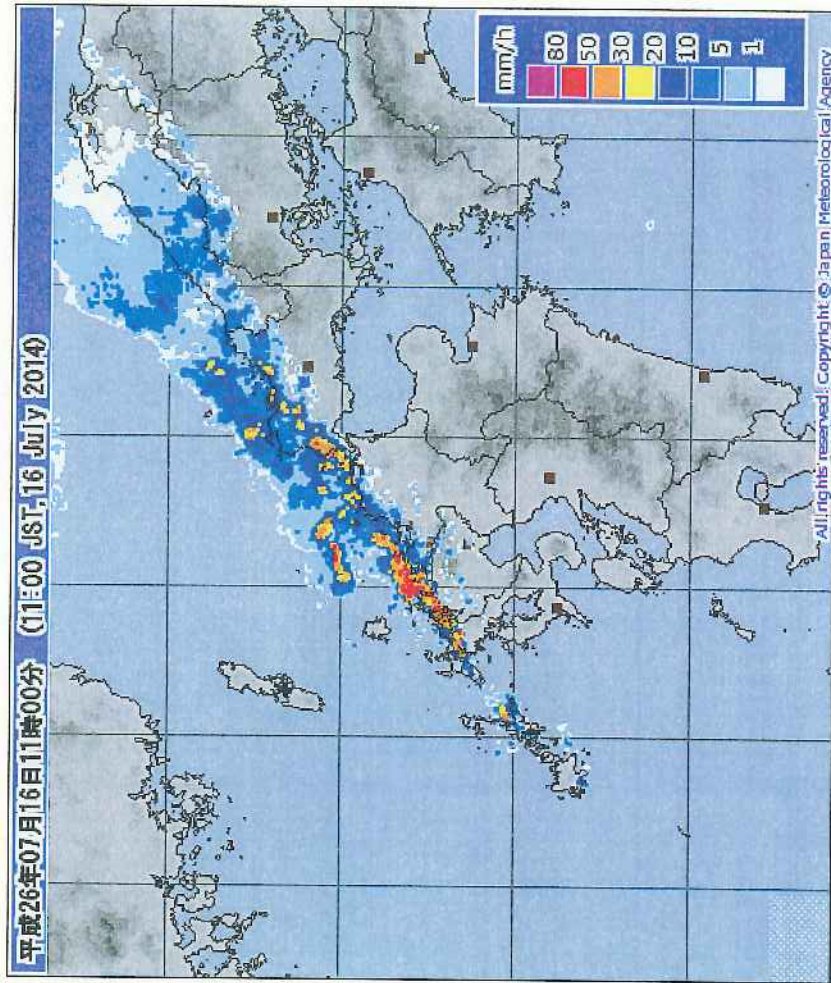 平成26年07月16日11時00分 (11:00 JST,16 July 2014)
mm/h
80
50
30
20
10
5
1
All rights reserved. Copyright © Japan Meteorological Agency